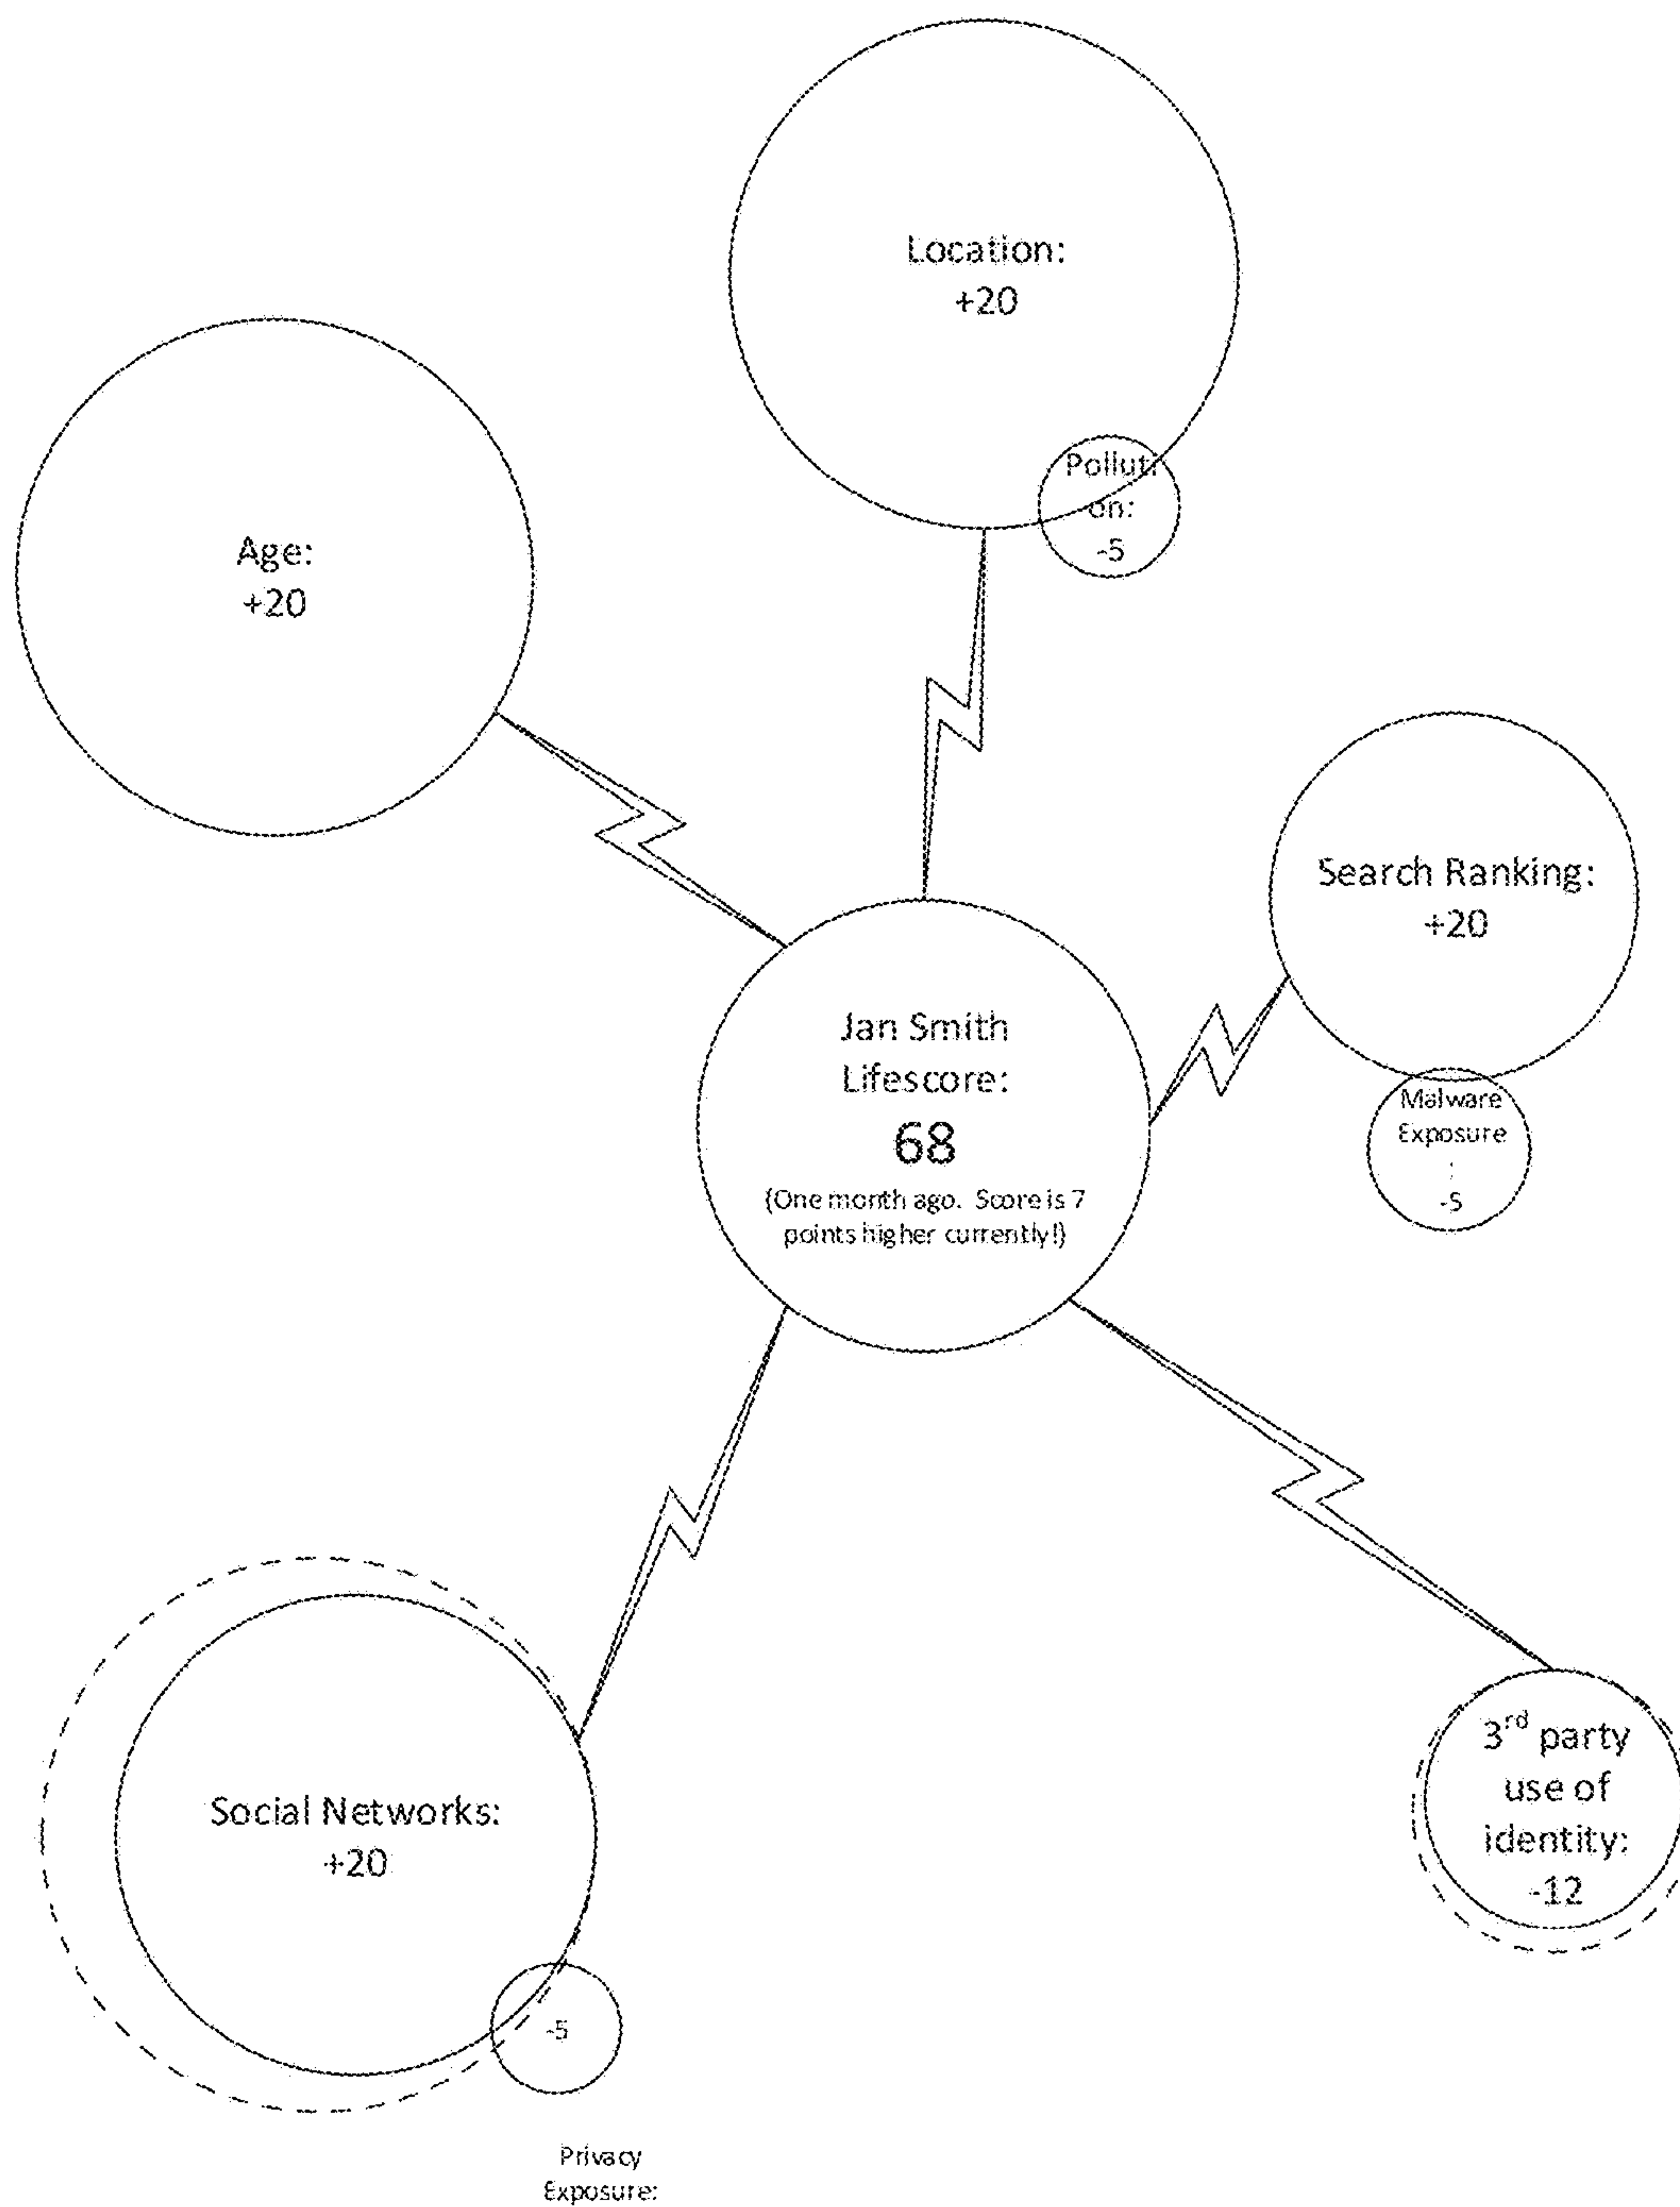 Location:
+20
Polluti
on:
-5
Age:
+20
Search Ranking:
+20
Malware
Exposure
:
-5
Jan Smith
Lifescore:
68
(One month ago. Score is 7
points higher currently!)
Social Networks:
+20
-5
Privacy
Exposure:
3rd party
use of
identity:
-12